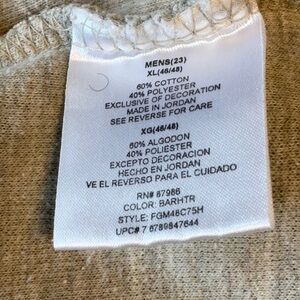 MENS(23)
XL(46/48)
60% COTTON
40% POLYESTER
EXCLUSIVE OF DECORATION
MADE IN JORDAN
SEE REVERSE FOR CARE
XG(46/48)
60% ALGODON
40% POLIESTER
EXCEPTO DECORACION
HECHO EN JORDAN
VE EL REVERSO PARA EL CUIDADO
RN# 67986
COLOR: BARHTR
STYLE: FGM46C75H
UPC# 7 6789847644